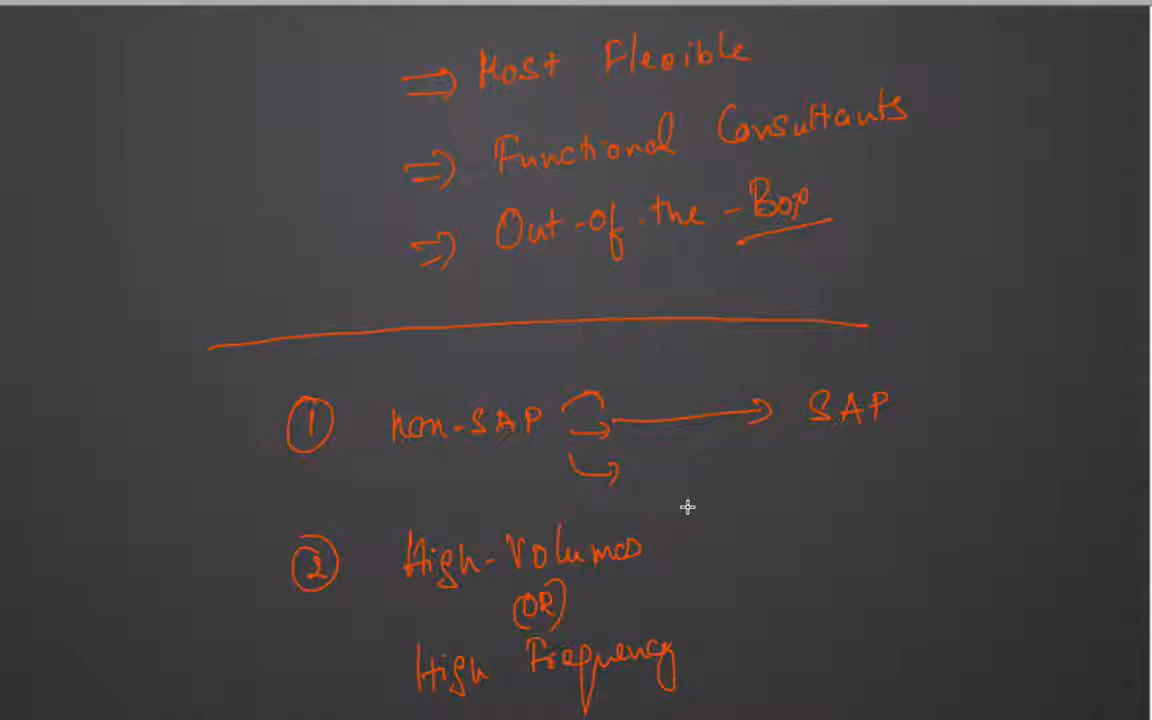 ⇒ Most Flexible
⇒ Functional Consultants
⇒ Out-of-the-Box
① non-SAP → SAP
② High-Volumes
(OR)
High Frequency